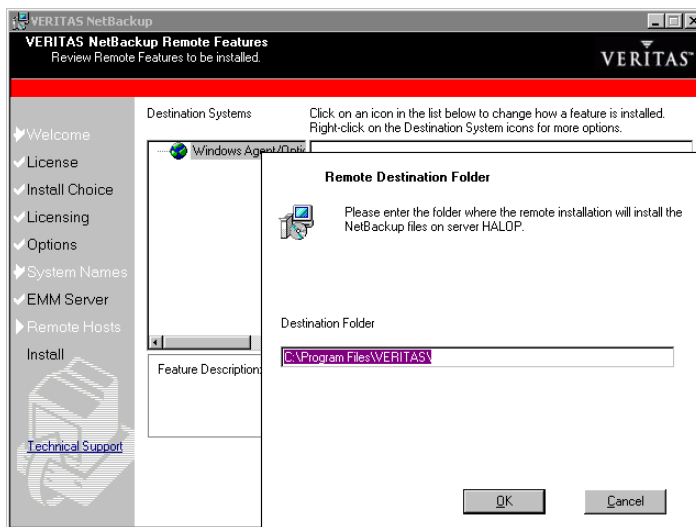 VERITAS NetBackup
VERITAS NetBackup Remote Features
Review Remote Features to be installed.
VERITAS
Welcome
License
Install Choice
Licensing
Options
System Names
EMM Server
Remote Hosts
Install
Technical Support
Destination Systems
Click on an icon in the list below to change how a feature is installed.
Right-click on the Destination System icons for more options.
Windows Agent/Optic
Feature Description:
Remote Destination Folder
Please enter the folder where the remote installation will install the
NetBackup files on server HALOP.
Destination Folder
C:\Program Files\VERITAS\
OK
Cancel